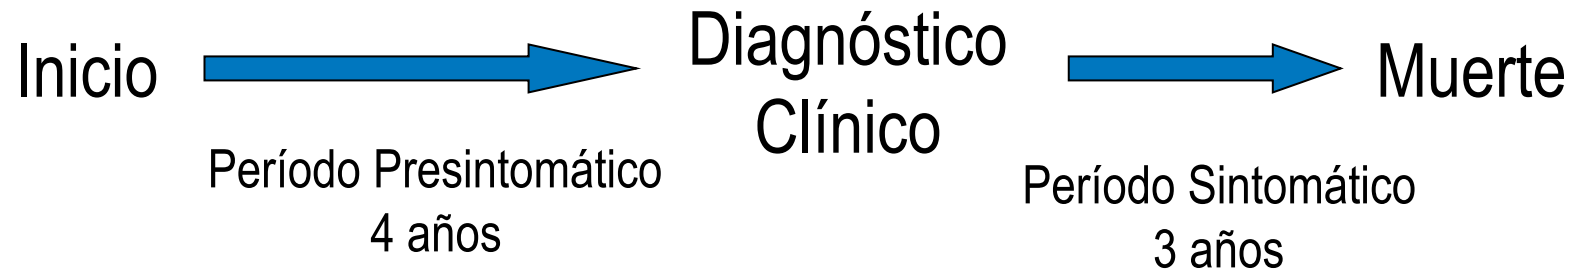 Inicio
Diagnóstico
Clínico
Muerte
Período Presintomático
4 años
Período Sintomático
3 años